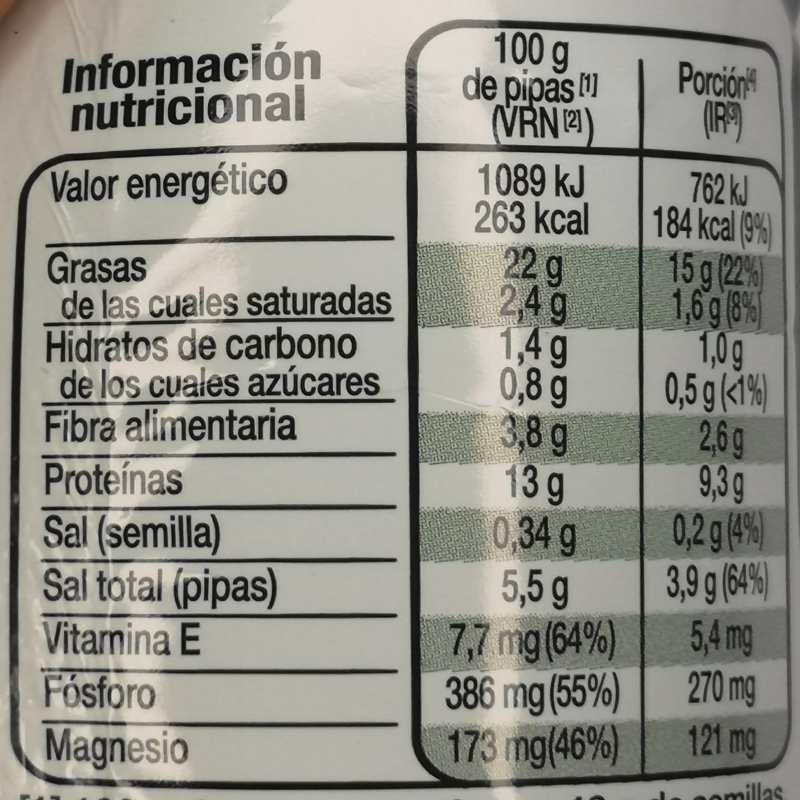 Información
nutricional
100 g
de pipas [1]
(VRN [2])
Porción[4]
(IR[3])
Valor energético
1089 kJ
263 kcal
762 kJ
184 kcal (9%)
Grasas 22 g 15 g (22%)
de las cuales saturadas 2,4 g 1,6 g (8%)
Hidratos de carbono 1,4 g 1,0 g
de los cuales azúcares 0,8 g 0,5 g (<1%)
Fibra alimentaria 3,8 g 2,6 g
Proteínas 13 g 9,3 g
Sal (semilla) 0,34 g 0,2 g (4%)
Sal total (pipas) 5,5 g 3,9 g (64%)
Vitamina E 7,7 mg (64%) 5,4 mg
Fósforo 386 mg (55%) 270 mg
Magnesio 173 mg(46%) 121 mg